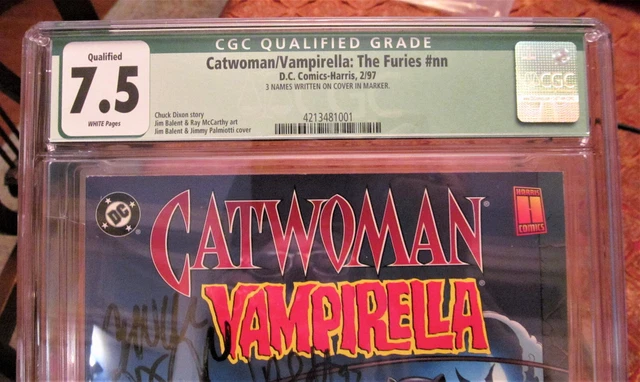 CGC QUALIFIED GRADE
Qualified
7.5
WHITE Pages
Catwoman/Vampirella: The Furies #nn
D.C. Comics-Harris, 2/97
3 NAMES WRITTEN ON COVER IN MARKER.
Chuck Dixon story
Jim Balent & Ray McCarthy art
Jim Balent & Jimmy Palmiotti cover
4213481001
CGC
DC
CATWOMAN
HARRIS
H
COMICS
VAMPIRELLA